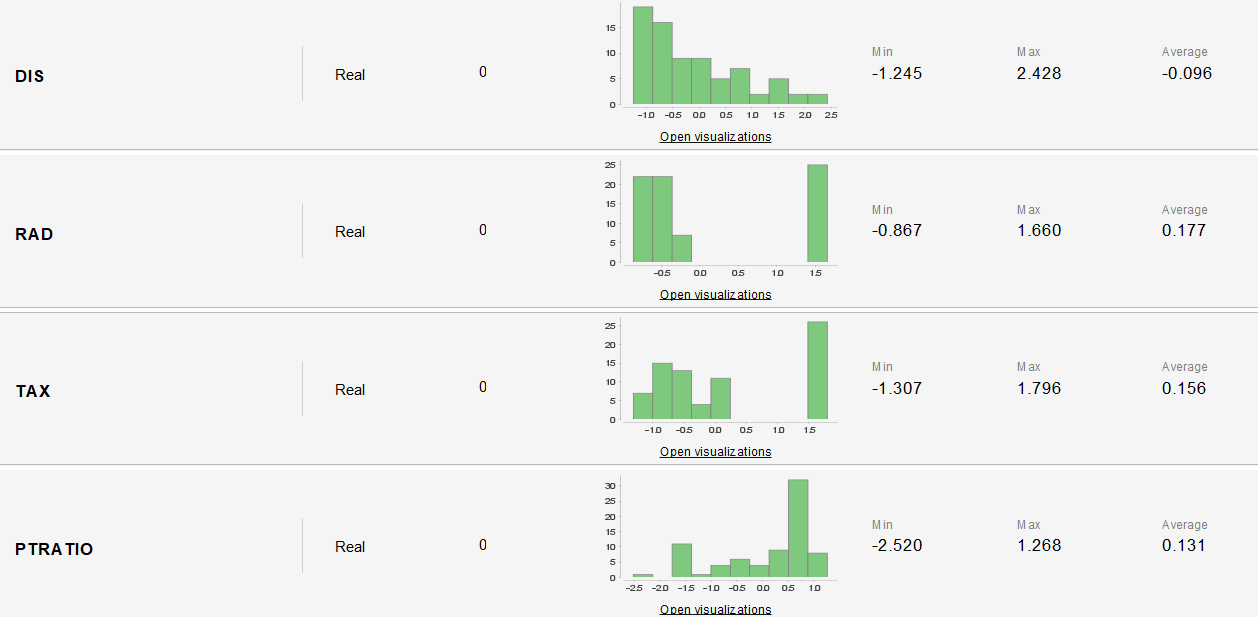 15
10
5
0
-1.0 -0.5 0.0 0.5 1.0 1.5 2.0 2.5
DIS Real 0 Min Max Average
-1.245 2.428 -0.096
Open visualizations
25
20
15
10
5
0
-0.5 0.0 0.5 1.0 1.5
RAD Real 0 Min Max Average
-0.867 1.660 0.177
Open visualizations
25
20
15
10
5
0
-1.0 -0.5 0.0 0.5 1.0 1.5
TAX Real 0 Min Max Average
-1.307 1.796 0.156
Open visualizations
30
25
20
15
10
5
0
-2.5 -2.0 -1.5 -1.0 -0.5 0.0 0.5 1.0
PTRATIO Real 0 Min Max Average
-2.520 1.268 0.131
Open visualizations